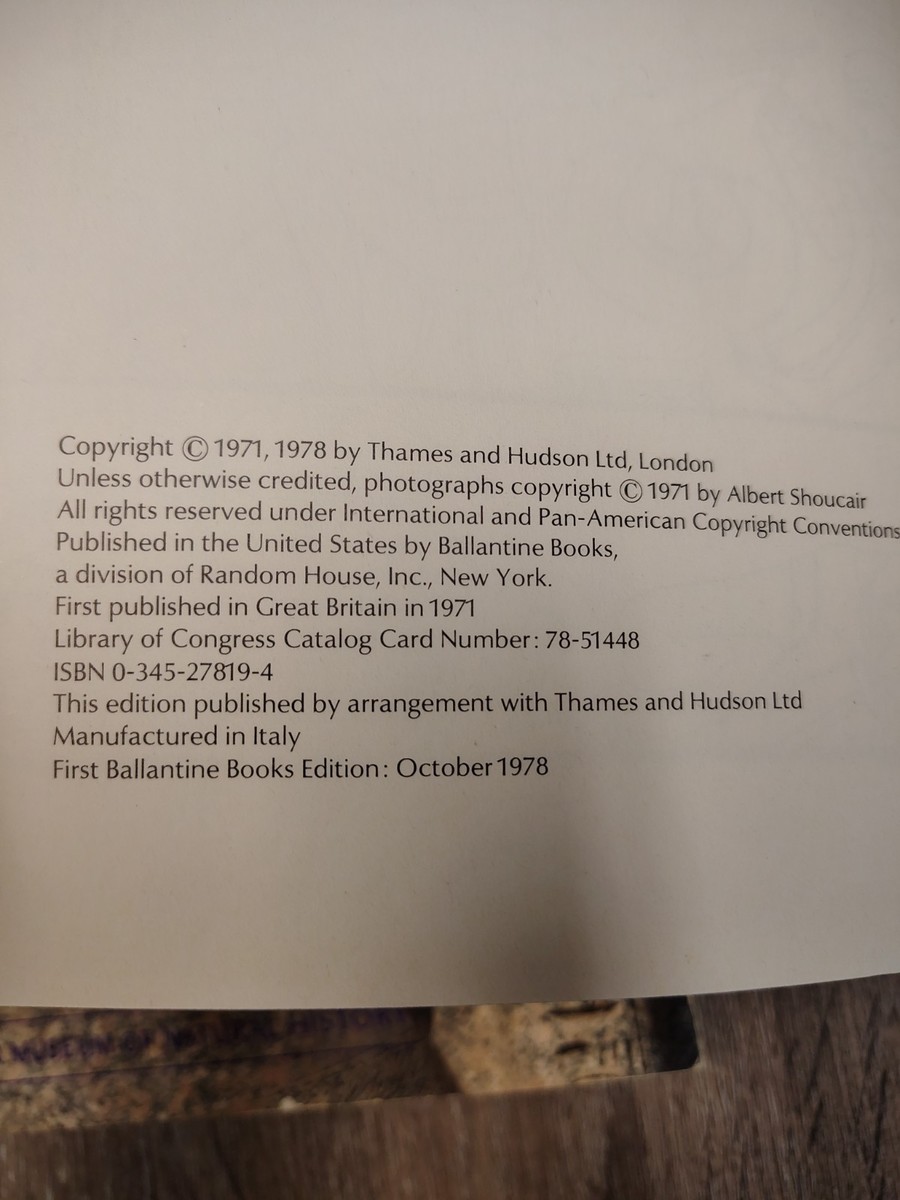 Copyright © 1971, 1978 by Thames and Hudson Ltd, London
Unless otherwise credited, photographs copyright © 1971 by Albert Shoucair
All rights reserved under International and Pan-American Copyright Conventions
Published in the United States by Ballantine Books,
a division of Random House, Inc., New York.
First published in Great Britain in 1971
Library of Congress Catalog Card Number: 78-51448
ISBN 0-345-27819-4
This edition published by arrangement with Thames and Hudson Ltd
Manufactured in Italy
First Ballantine Books Edition: October 1978
MUSEUM OF NATURAL HISTORY